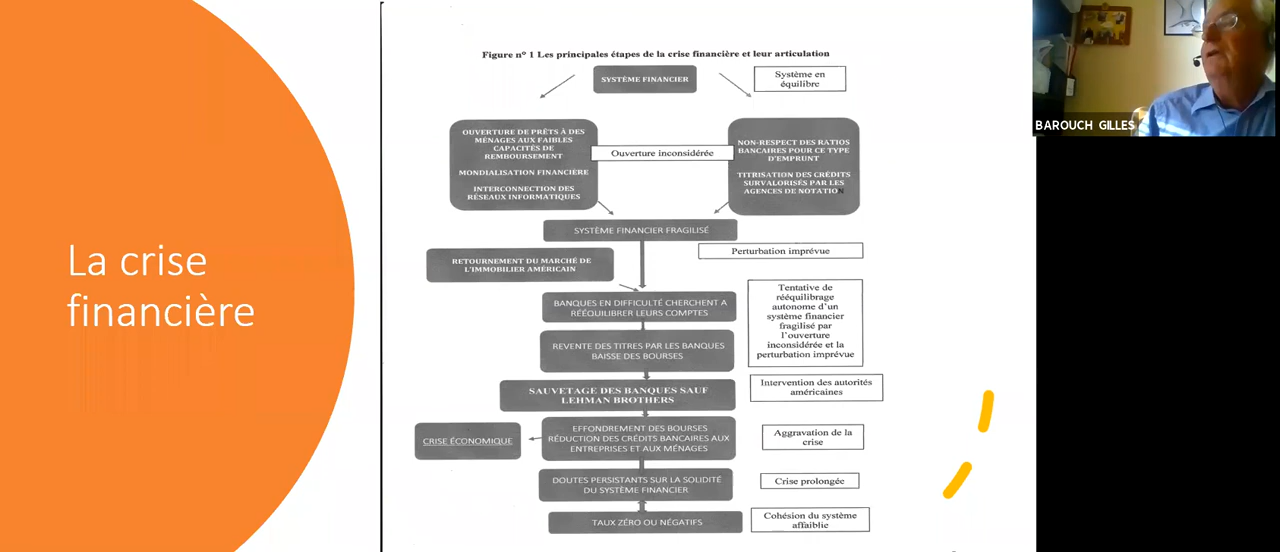 La crise
financière
Figure nº 1 Les principales étapes de la crise financière et leur articulation
SYSTÈME FINANCIER
Système en
équilibre
OUVERTURE DE PRÊTS À DES
MÉNAGES AUX FAIBLES
CAPACITÉS DE
REMBOURSEMENT
MONDIALISATION FINANCIÈRE
INTERCONNECTION DES
RÉSEAUX INFORMATIQUES
Ouverture inconsidérée
NON-RESPECT DES RATIOS
BANCAIRES POUR CE TYPE
D'EMPRUNT
TITRISATION DES CRÉDITS
SURVALORISÉS PAR LES
AGENCES DE NOTATION
SYSTÈME FINANCIER FRAGILISÉ
Perturbation imprévue
RETOURNEMENT DU MARCHÉ DE
L'IMMOBILIER AMÉRICAIN
BANQUES EN DIFFICULTÉ CHERCHENT A
RÉÉQUILIBRER LEURS COMPTES
Tentative de
rééquilibrage
autonome d'un
système financier
fragilisé par
l'ouverture
inconsidérée et la
perturbation imprévue
REVENTE DES TITRES PAR LES BANQUES
BAISSE DES BOURSES
SAUVETAGE DES BANQUES SAUF
LEHMAN BROTHERS
Intervention des autorités
américaines
EFFONDREMENT DES BOURSES
RÉDUCTION DES CRÉDITS BANCAIRES AUX
ENTREPRISES ET AUX MÉNAGES
CRISE ÉCONOMIQUE
Aggravation de la
crise
DOUTES PERSISTANTS SUR LA SOLIDITÉ
DU SYSTÈME FINANCIER
Crise prolongée
TAUX ZÉRO OU NÉGATIFS
Cohésion du système
affaiblie
BAROUCH GILLES